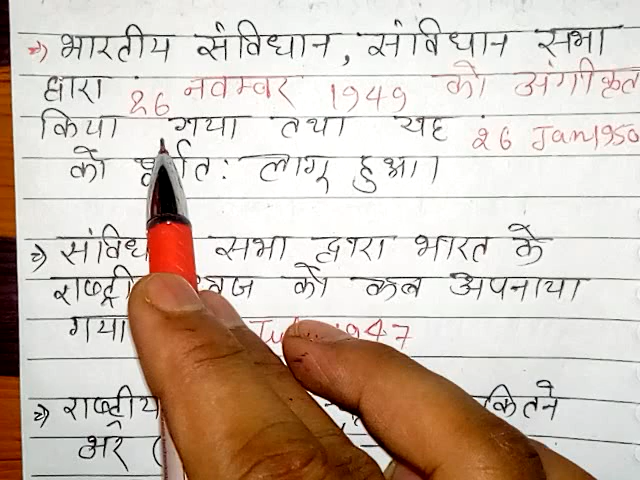 => भारतीय संविधान, संविधान सभा
द्वारा 26 नवम्बर 1949 को अंगीकृत
किया गया तथा यह 26 Jan 1950
को लागू हुआ।
=> सभा द्वारा भारत के
को कब अपनाया
गया 1947
=> राष्ट्रीय कितने
अरे (